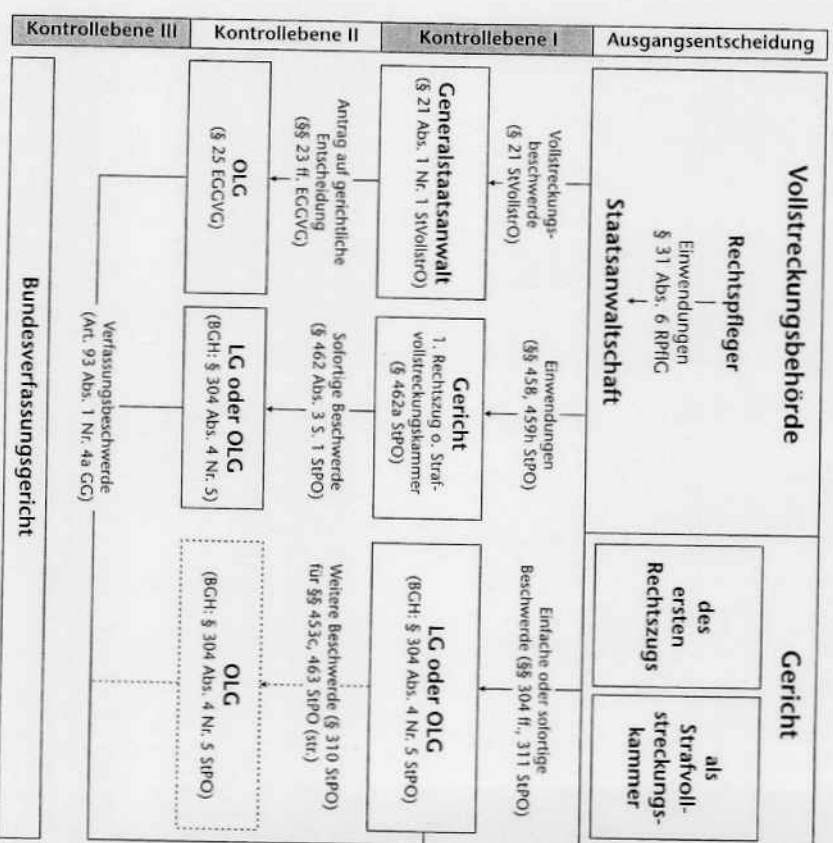 Kontrollebene III
Kontrollebene II
Kontrollebene I
Ausgangsentscheidung
Vollstreckungsbehörde
Rechtspfleger
Einwendungen
§ 31 Abs. 6 RPflG
Staatsanwaltschaft
Gericht
des
ersten
Rechtszugs
als
Strafvoll-
streckungs-
kammer
Vollstreckungs-
beschwerde
(§ 21 StVollstrO)
Einwendungen
(§§ 458, 459h StPO)
Einfache oder sofortige
Beschwerde (§§ 304 ff., 311 StPO)
Generalstaatsanwalt
(§ 21 Abs. 1 Nr. 1 StVollstrO)
Gericht
1. Rechtszug o. Straf-
vollstreckungskammer
(§ 462a StPO)
LG oder OLG
(BGH: § 304 Abs. 4 Nr. 5 StPO)
Antrag auf gerichtliche
Entscheidung
(§§ 23 ff. EGGVG)
Sofortige Beschwerde
(§ 462 Abs. 3 S. 1 StPO)
Weitere Beschwerde (§ 310 StPO)
für §§ 453c, 463 StPO (str.)
OLG
(§ 25 EGGVG)
LG oder OLG
(BGH: § 304 Abs. 4 Nr. 5)
OLG
(BGH: § 304 Abs. 4 Nr. 5 StPO)
Verfassungsbeschwerde
(Art. 93 Abs. 1 Nr. 4a GG)
Bundesverfassungsgericht